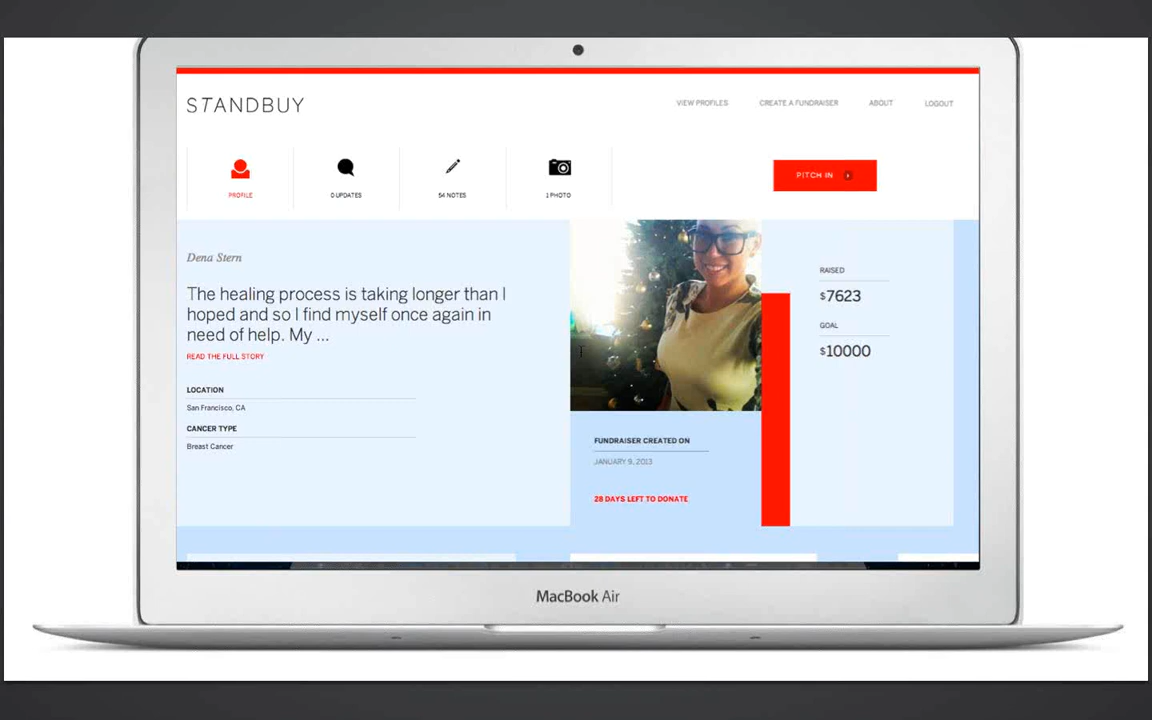 STANDBUY
VIEW PROFILES
CREATE A FUNDRAISER
ABOUT
LOGOUT
PROFILE
0 UPDATES
54 NOTES
1 PHOTO
PITCH IN
Dena Stern
The healing process is taking longer than I
hoped and so I find myself once again in
need of help. My ...
READ THE FULL STORY
LOCATION
San Francisco, CA
CANCER TYPE
Breast Cancer
FUNDRAISER CREATED ON
JANUARY 9, 2013
28 DAYS LEFT TO DONATE
RAISED
$7623
GOAL
$10000
MacBook Air